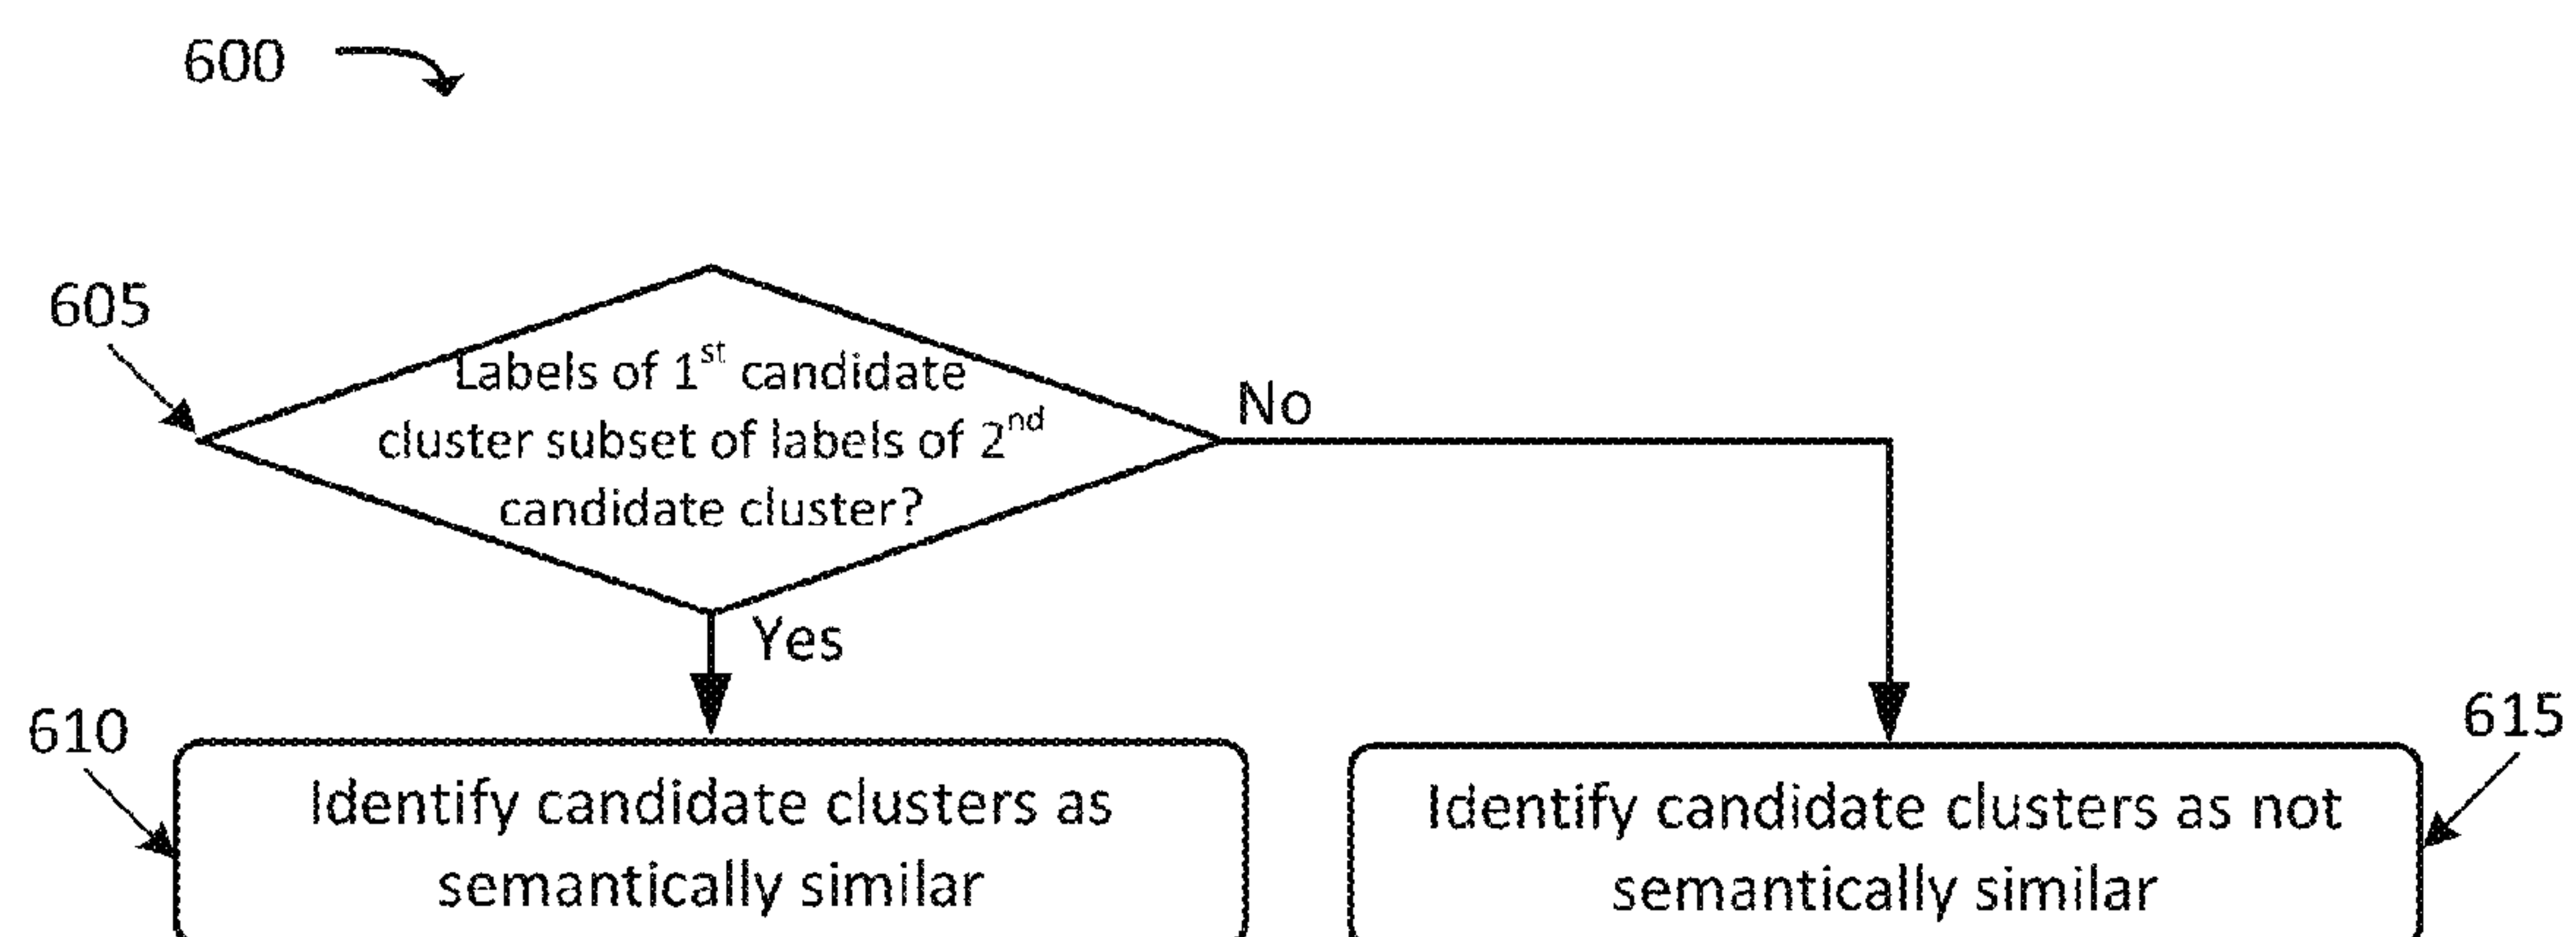 600
605
Labels of 1st candidate
cluster subset of labels of 2nd
candidate cluster?
No
Yes
610
Identify candidate clusters as
semantically similar
615
Identify candidate clusters as not
semantically similar